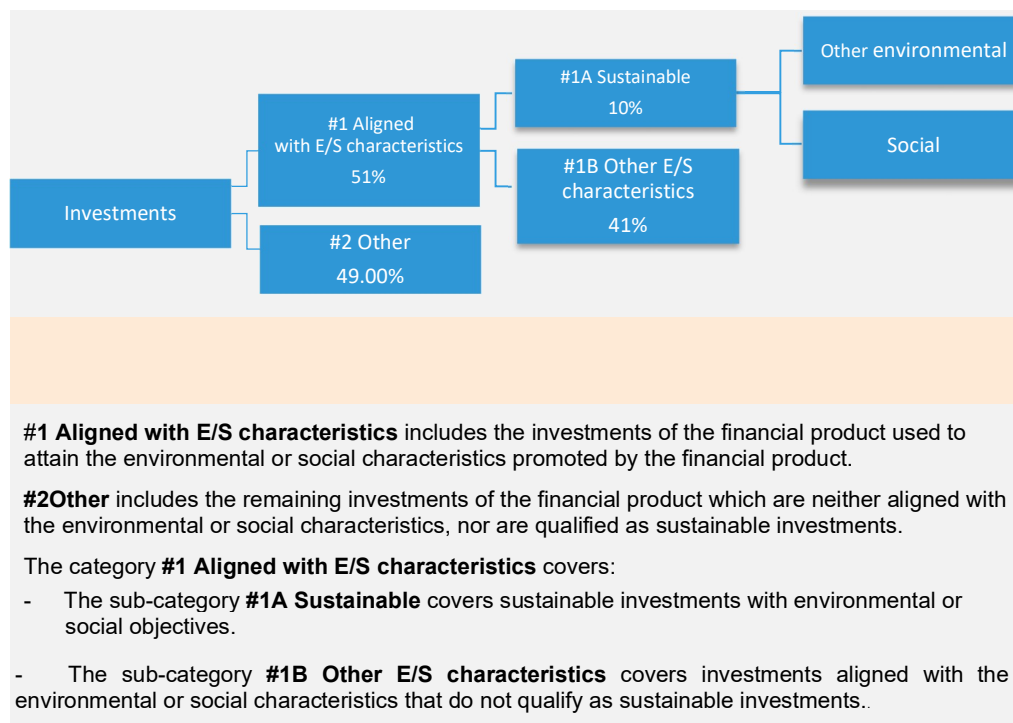 Other environmental
#1A Sustainable
10%
#1 Aligned
with E/S characteristics
51%
Social
#1B Other E/S
characteristics
41%
Investments
#2 Other
49.00%
#1 Aligned with E/S characteristics includes the investments of the financial product used to
attain the environmental or social characteristics promoted by the financial product.
#2Other includes the remaining investments of the financial product which are neither aligned with
the environmental or social characteristics, nor are qualified as sustainable investments.
The category #1 Aligned with E/S characteristics covers:
- The sub-category #1A Sustainable covers sustainable investments with environmental or
social objectives.
- The sub-category #1B Other E/S characteristics covers investments aligned with the
environmental or social characteristics that do not qualify as sustainable investments..